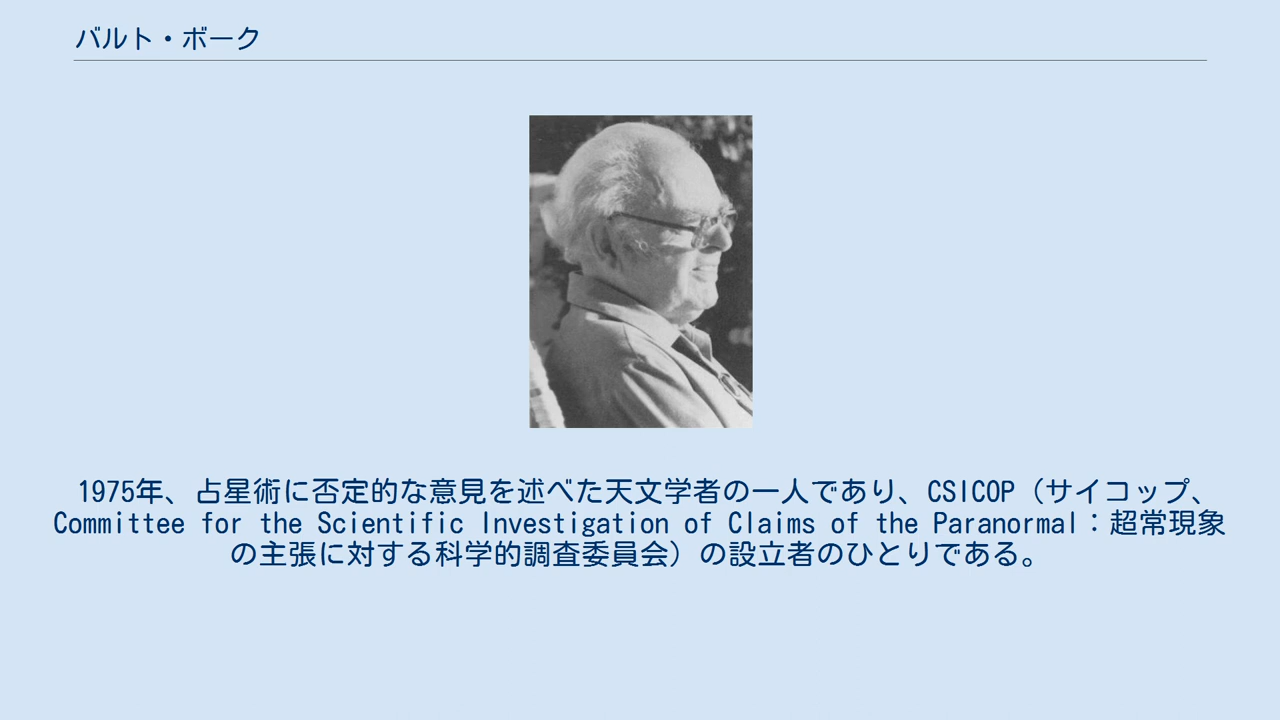 バルト・ボーク
1975年、占星術に否定的な意見を述べた天文学者の一人であり、CSICOP（サイコップ、
Committee for the Scientific Investigation of Claims of the Paranormal：超常現象
の主張に対する科学的調査委員会）の設立者のひとりである。